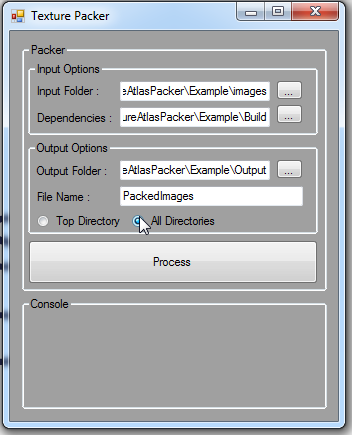 Texture Packer
Packer
Input Options
Input Folder : eAtlasPacker\Example\images ...
Dependencies : ureAtlasPacker\Example\Build ...
Output Options
Output Folder : eAtlasPacker\Example\Output ...
File Name : PackedImages
Top Directory All Directories
Process
Console